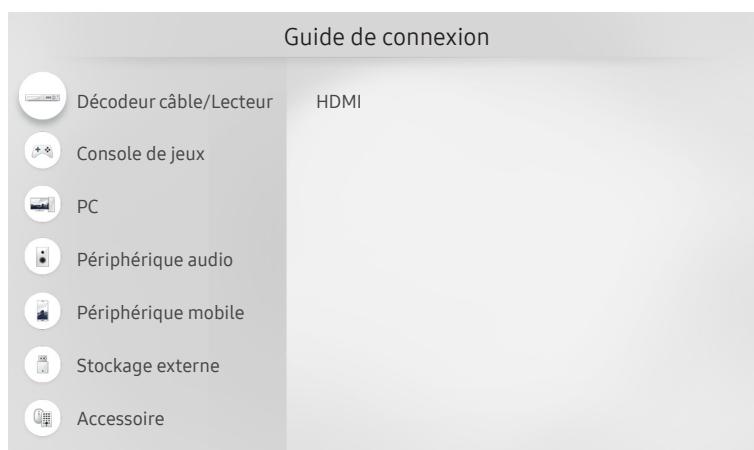 Guide de connexion
Décodeur câble/Lecteur
HDMI
Console de jeux
PC
Périphérique audio
Périphérique mobile
Stockage externe
Accessoire